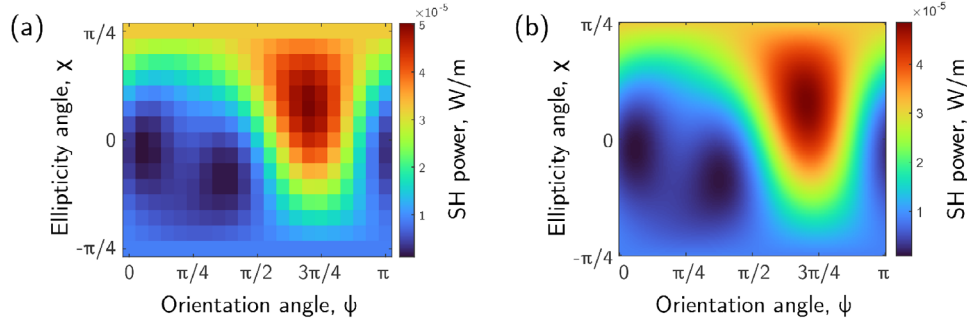 (a)
π/4
0
-π/4
Ellipticity angle, χ
0
π/4
π/2
3π/4
π
Orientation angle, ψ
×10⁻⁵
5
4
3
2
1
SH power, W/m
(b)
π/4
0
-π/4
Ellipticity angle, χ
0
π/4
π/2
3π/4
π
Orientation angle, ψ
×10⁻⁵
4
3
2
1
SH power, W/m